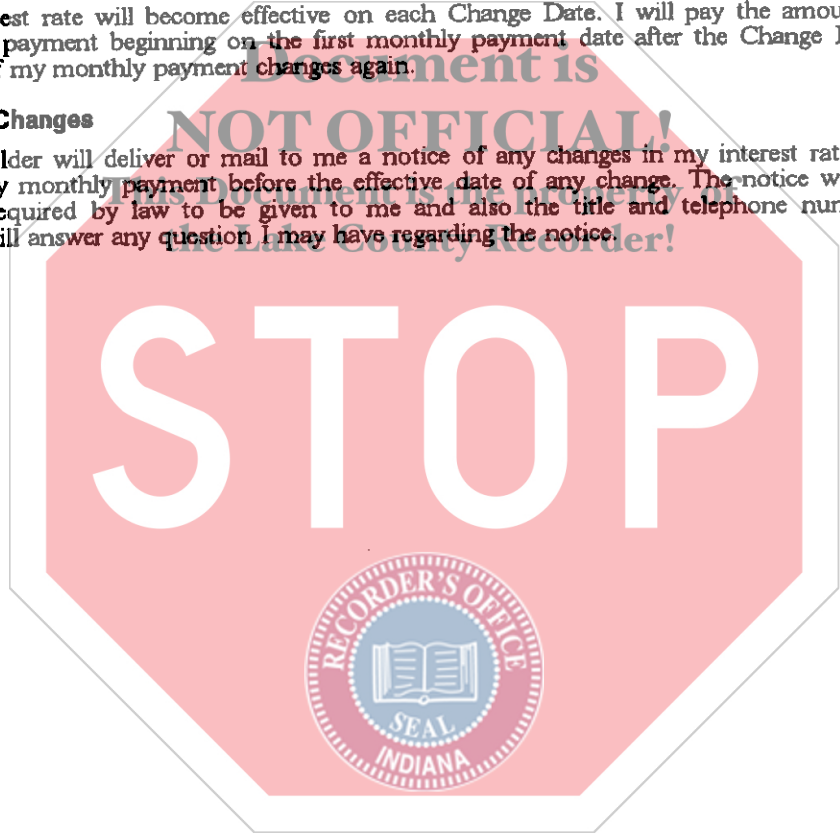 est rate will become effective on each Change Date. I will pay the amou
payment beginning on the first monthly payment date after the Change
my monthly payment changes again.
Document is
Changes
NOT OFFICIAL!
lder will deliver or mail to me a notice of any changes in my interest rat
y monthly payment before the effective date of any change. The notice w
This Document is the property of
equired by law to be given to me and also the title and telephone nur
ill answer any question I may have regarding the notice.
the Lake County Recorder!
STOP
RECORDER'S OFFICE
SEAL
INDIANA